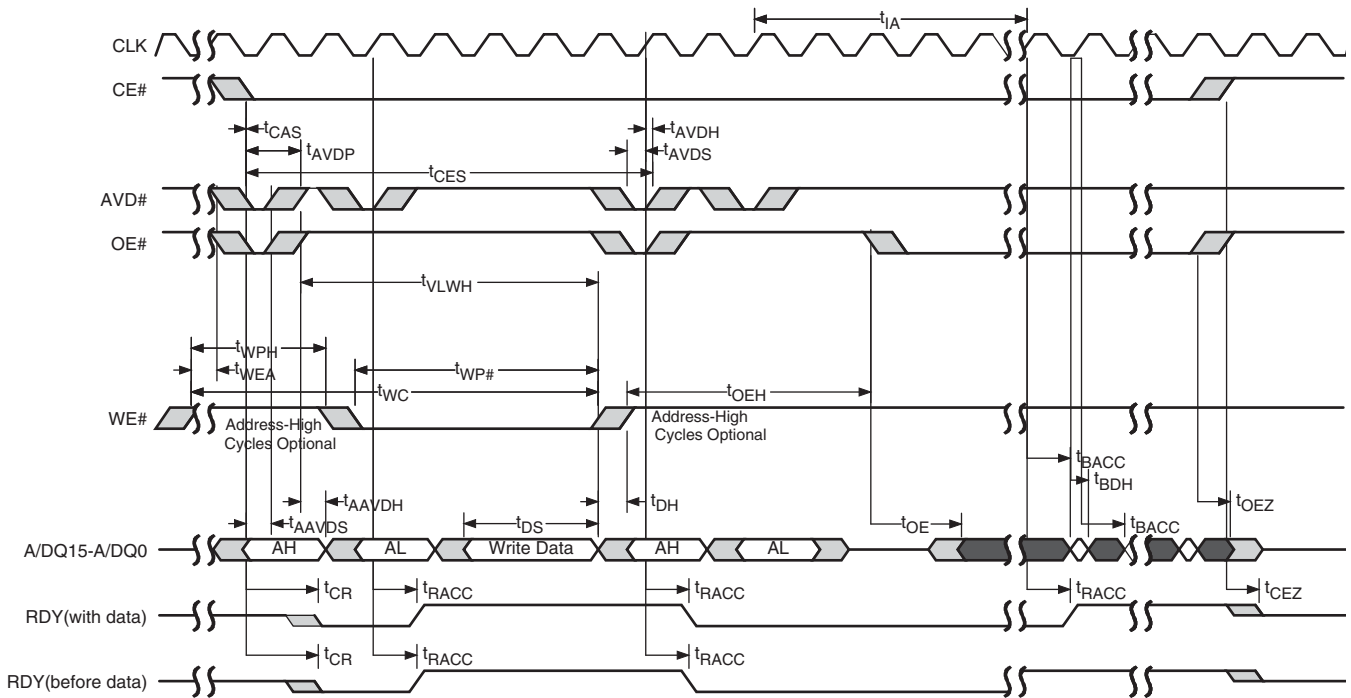 tIA
CLK
CE#
tCAS
tAVDH
tAVDP
tAVDS
tCES
AVD#
OE#
tVLWH
tWPH
tWEA
tWP#
tWC
tOEH
WE#
Address-High
Cycles Optional
Address-High
Cycles Optional
tBACC
tBDH
tAAVDH
tDH
tOEZ
tAAVDS
tDS
tOE
tBACC
A/DQ15-A/DQ0
AH
AL
Write Data
AH
AL
tCR
tRACC
tRACC
tRACC
tCEZ
RDY(with data)
tCR
tRACC
tRACC
RDY(before data)